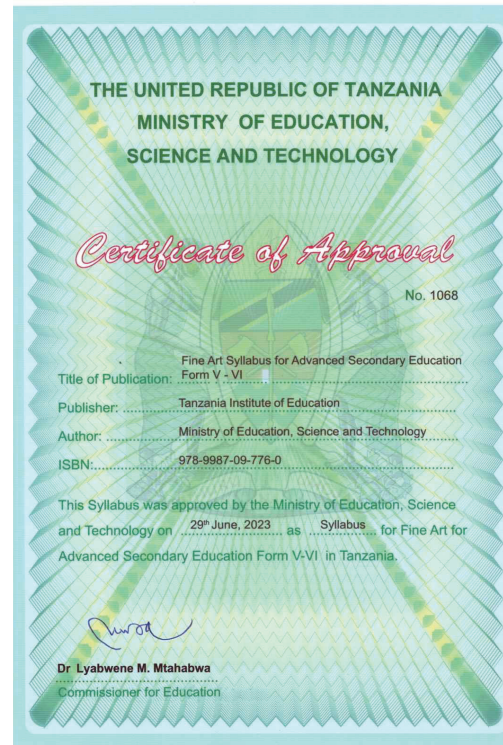 THE UNITED REPUBLIC OF TANZANIA
MINISTRY OF EDUCATION,
SCIENCE AND TECHNOLOGY
Certificate of Approval
No. 1068
Fine Art Syllabus for Advanced Secondary Education
Title of Publication: Form V - VI
Publisher: Tanzania Institute of Education
Author: Ministry of Education, Science and Technology
ISBN: 978-9987-09-776-0
This Syllabus was approved by the Ministry of Education, Science
and Technology on 29th June, 2023 as Syllabus for Fine Art for
Advanced Secondary Education Form V-VI in Tanzania.
Dr Lyabwene M. Mtahabwa
Commissioner for Education